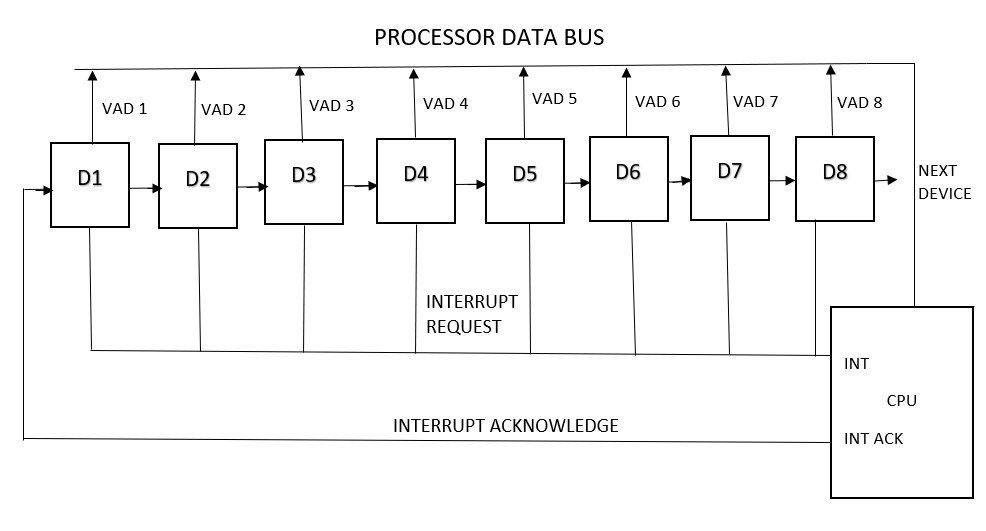 PROCESSOR DATA BUS
VAD 1
VAD 2
VAD 3
VAD 4
VAD 5
VAD 6
VAD 7
VAD 8
D1
D2
D3
D4
D5
D6
D7
D8
NEXT
DEVICE
INTERRUPT
REQUEST
INT
CPU
INTERRUPT ACKNOWLEDGE
INT ACK